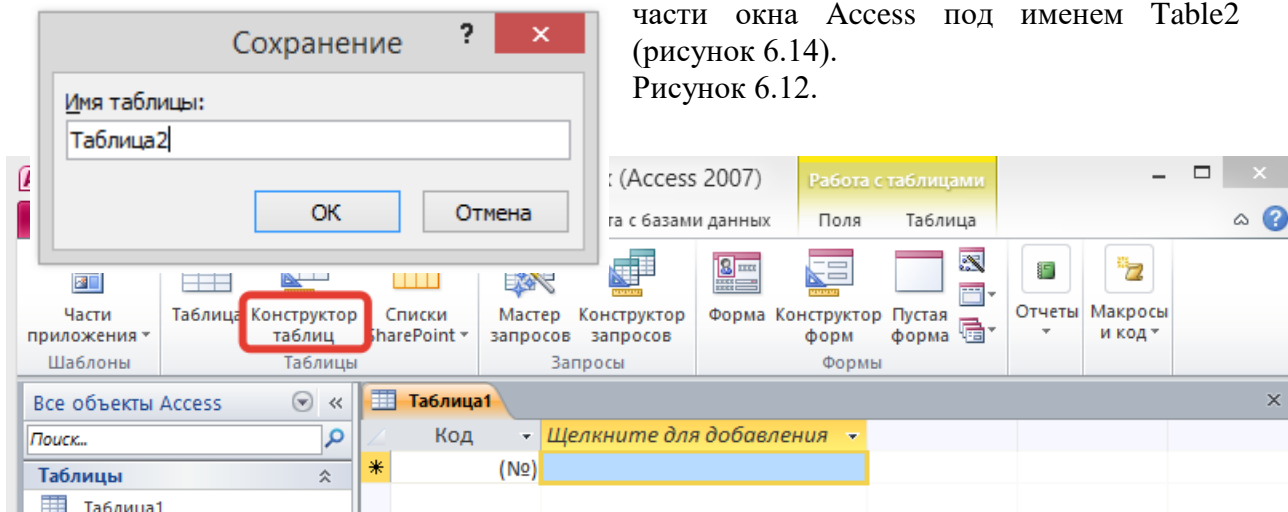 части окна Access под именем Table2
(рисунок 6.14).
Рисунок 6.12.
Сохранение ?
Имя таблицы:
Таблица2
ОК Отмена
(Access 2007) Работа с таблицами
та с базами данных Поля Таблица
Части приложения
Таблица
Конструктор таблиц
Списки SharePoint
Мастер запросов
Конструктор запросов
Форма
Конструктор форм
Пустая форма
Отчеты
Макросы и код
Шаблоны Таблицы Запросы Формы
Все объекты Access «
Таблица1
Поиск...
Код Щелкните для добавления
Таблицы
* (№)
Таблица1